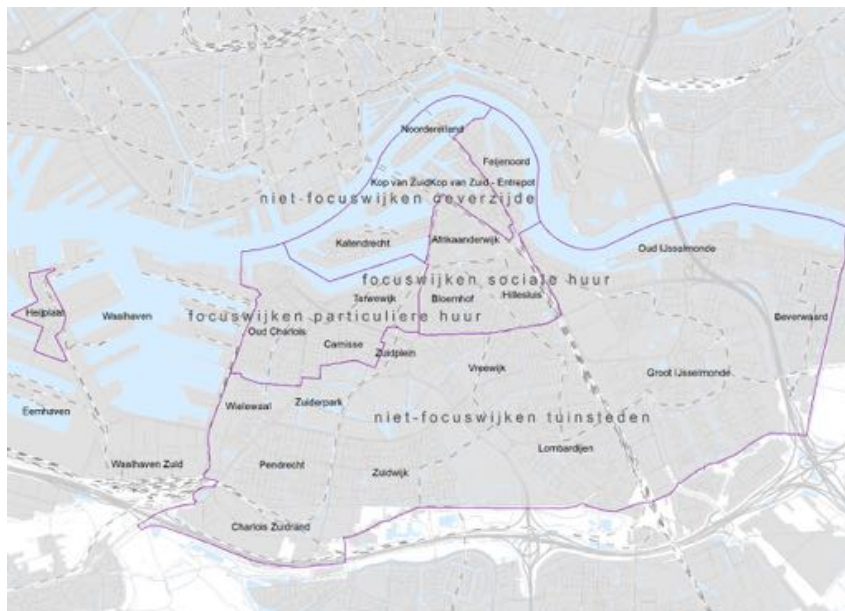 Noordereiland
Feijenoord
Kop van Zuid
Kop van Zuid - Entrepot
niet-focuswijken oeverzijde
Katendrecht
Afrikaanderwijk
Oud IJsselmonde
focuswijken sociale huur
Heijplaat
Waalhaven
Tarwewijk
Bloemhof
Hillesluis
focuswijken particuliere huur
Oud Charlois
Carnisse
Zuidplein
Beverwaard
Vreewijk
Groot IJsselmonde
Eemhaven
Wielewaal
Zuiderpark
niet-focuswijken tuinsteden
Lombardijen
Waalhaven Zuid
Pendrecht
Zuidwijk
Charlois Zuidrand